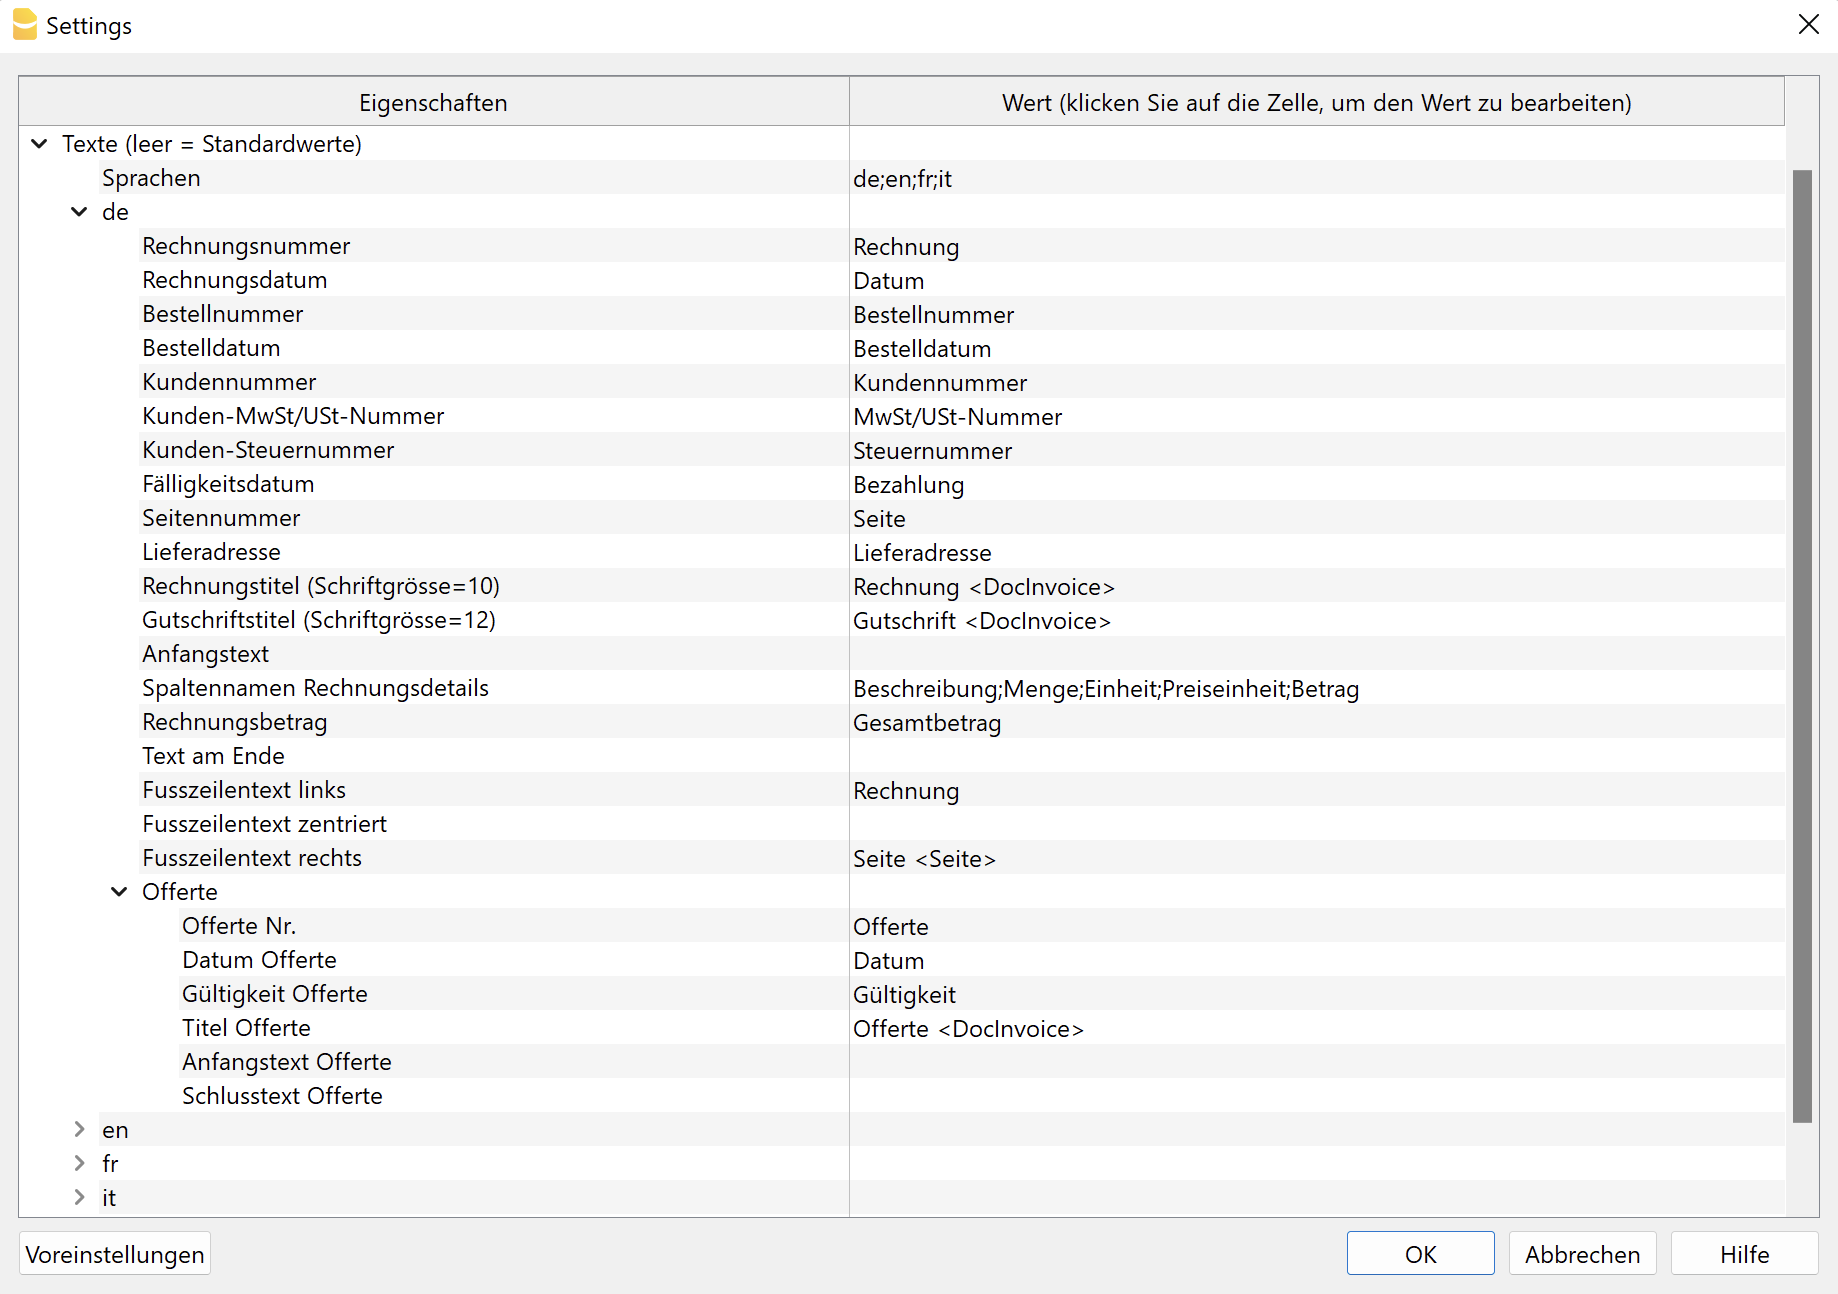 Settings
Eigenschaften Wert (klicken Sie auf die Zelle, um den Wert zu bearbeiten)
Texte (leer = Standardwerte)
Sprachen de;en;fr;it
de
Rechnungsnummer Rechnung
Rechnungsdatum Datum
Bestellnummer Bestellnummer
Bestelldatum Bestelldatum
Kundennummer Kundennummer
Kunden-MwSt/USt-Nummer MwSt/USt-Nummer
Kunden-Steuernummer Steuernummer
Fälligkeitsdatum Bezahlung
Seitennummer Seite
Lieferadresse Lieferadresse
Rechnungstitel (Schriftgrösse=10) Rechnung <DocInvoice>
Gutschriftstitel (Schriftgrösse=12) Gutschrift <DocInvoice>
Anfangstext
Spaltennamen Rechnungsdetails Beschreibung;Menge;Einheit;Preiseinheit;Betrag
Rechnungsbetrag Gesamtbetrag
Text am Ende
Fusszeilentext links Rechnung
Fusszeilentext zentriert
Fusszeilentext rechts Seite <Seite>
Offerte
Offerte Nr. Offerte
Datum Offerte Datum
Gültigkeit Offerte Gültigkeit
Titel Offerte Offerte <DocInvoice>
Anfangstext Offerte
Schlusstext Offerte
en
fr
it
Voreinstellungen OK Abbrechen Hilfe